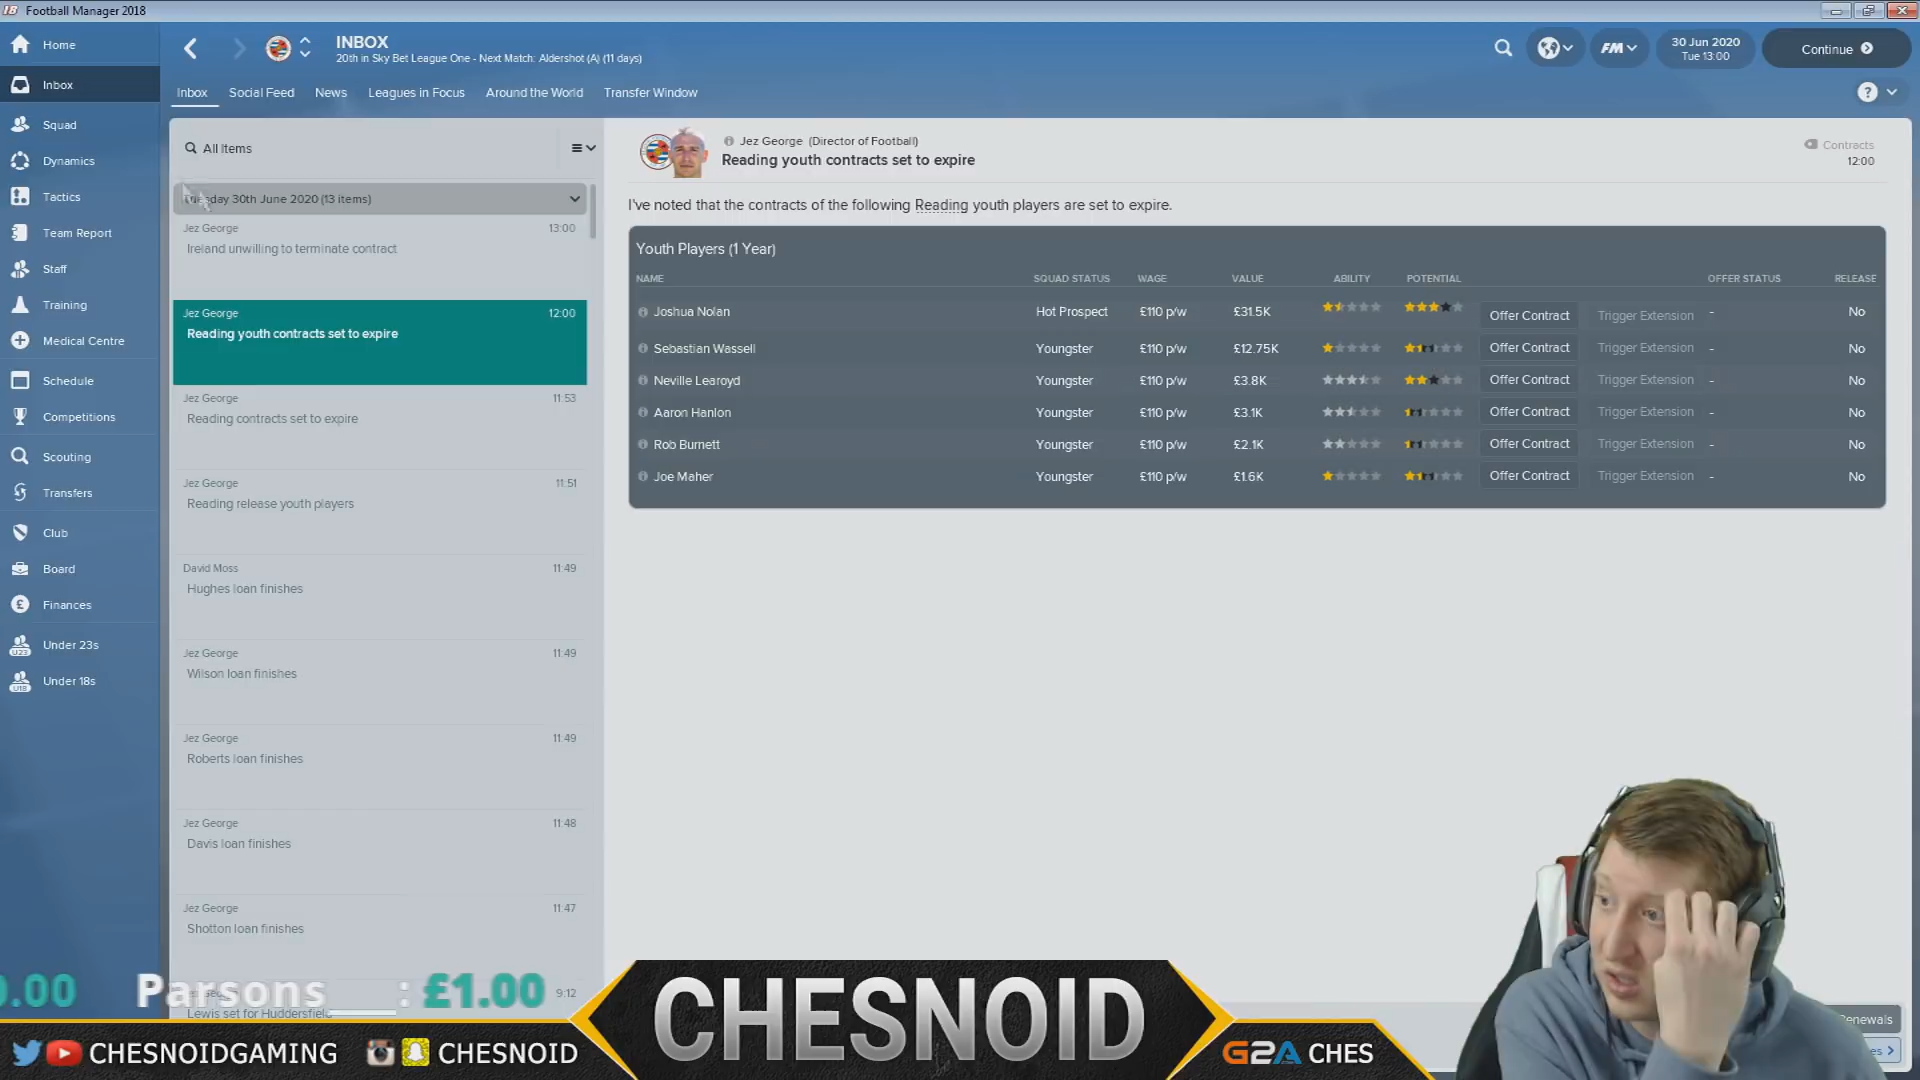 Football Manager 2018
Home
Inbox
Squad
Dynamics
Tactics
Team Report
Staff
Training
Medical Centre
Schedule
Competitions
Scouting
Transfers
Club
Board
Finances
Under 23s
Under 18s
INBOX
20th in Sky Bet League One - Next Match: Aldershot (A) (11 days)
FM
30 Jun 2020
Tue 13:00
Continue
Inbox Social Feed News Leagues in Focus Around the World Transfer Window
?
All Items
day 30th June 2020 (13 items)
Jez George 13:00
Ireland unwilling to terminate contract
Jez George 12:00
Reading youth contracts set to expire
Jez George 11:53
Reading contracts set to expire
Jez George 11:51
Reading release youth players
David Moss 11:49
Hughes loan finishes
Jez George 11:49
Wilson loan finishes
Jez George 11:49
Roberts loan finishes
Jez George 11:48
Davis loan finishes
Jez George 11:47
Shotton loan finishes
9:12
Lewis set for Huddersfield
Jez George (Director of Football)
Reading youth contracts set to expire
Contracts
12:00
I've noted that the contracts of the following Reading youth players are set to expire.
Youth Players (1 Year)
NAME SQUAD STATUS WAGE VALUE ABILITY POTENTIAL OFFER STATUS RELEASE
Joshua Nolan Hot Prospect £110 p/w £31.5K Offer Contract Trigger Extension - No
Sebastian Wassell Youngster £110 p/w £12.75K Offer Contract Trigger Extension - No
Neville Learoyd Youngster £110 p/w £3.8K Offer Contract Trigger Extension - No
Aaron Hanlon Youngster £110 p/w £3.1K Offer Contract Trigger Extension - No
Rob Burnett Youngster £110 p/w £2.1K Offer Contract Trigger Extension - No
Joe Maher Youngster £110 p/w £1.6K Offer Contract Trigger Extension - No
0.00 Parsons : £1.00
CHESNOID
CHESNOIDGAMING CHESNOID
G2A CHES
Renewals